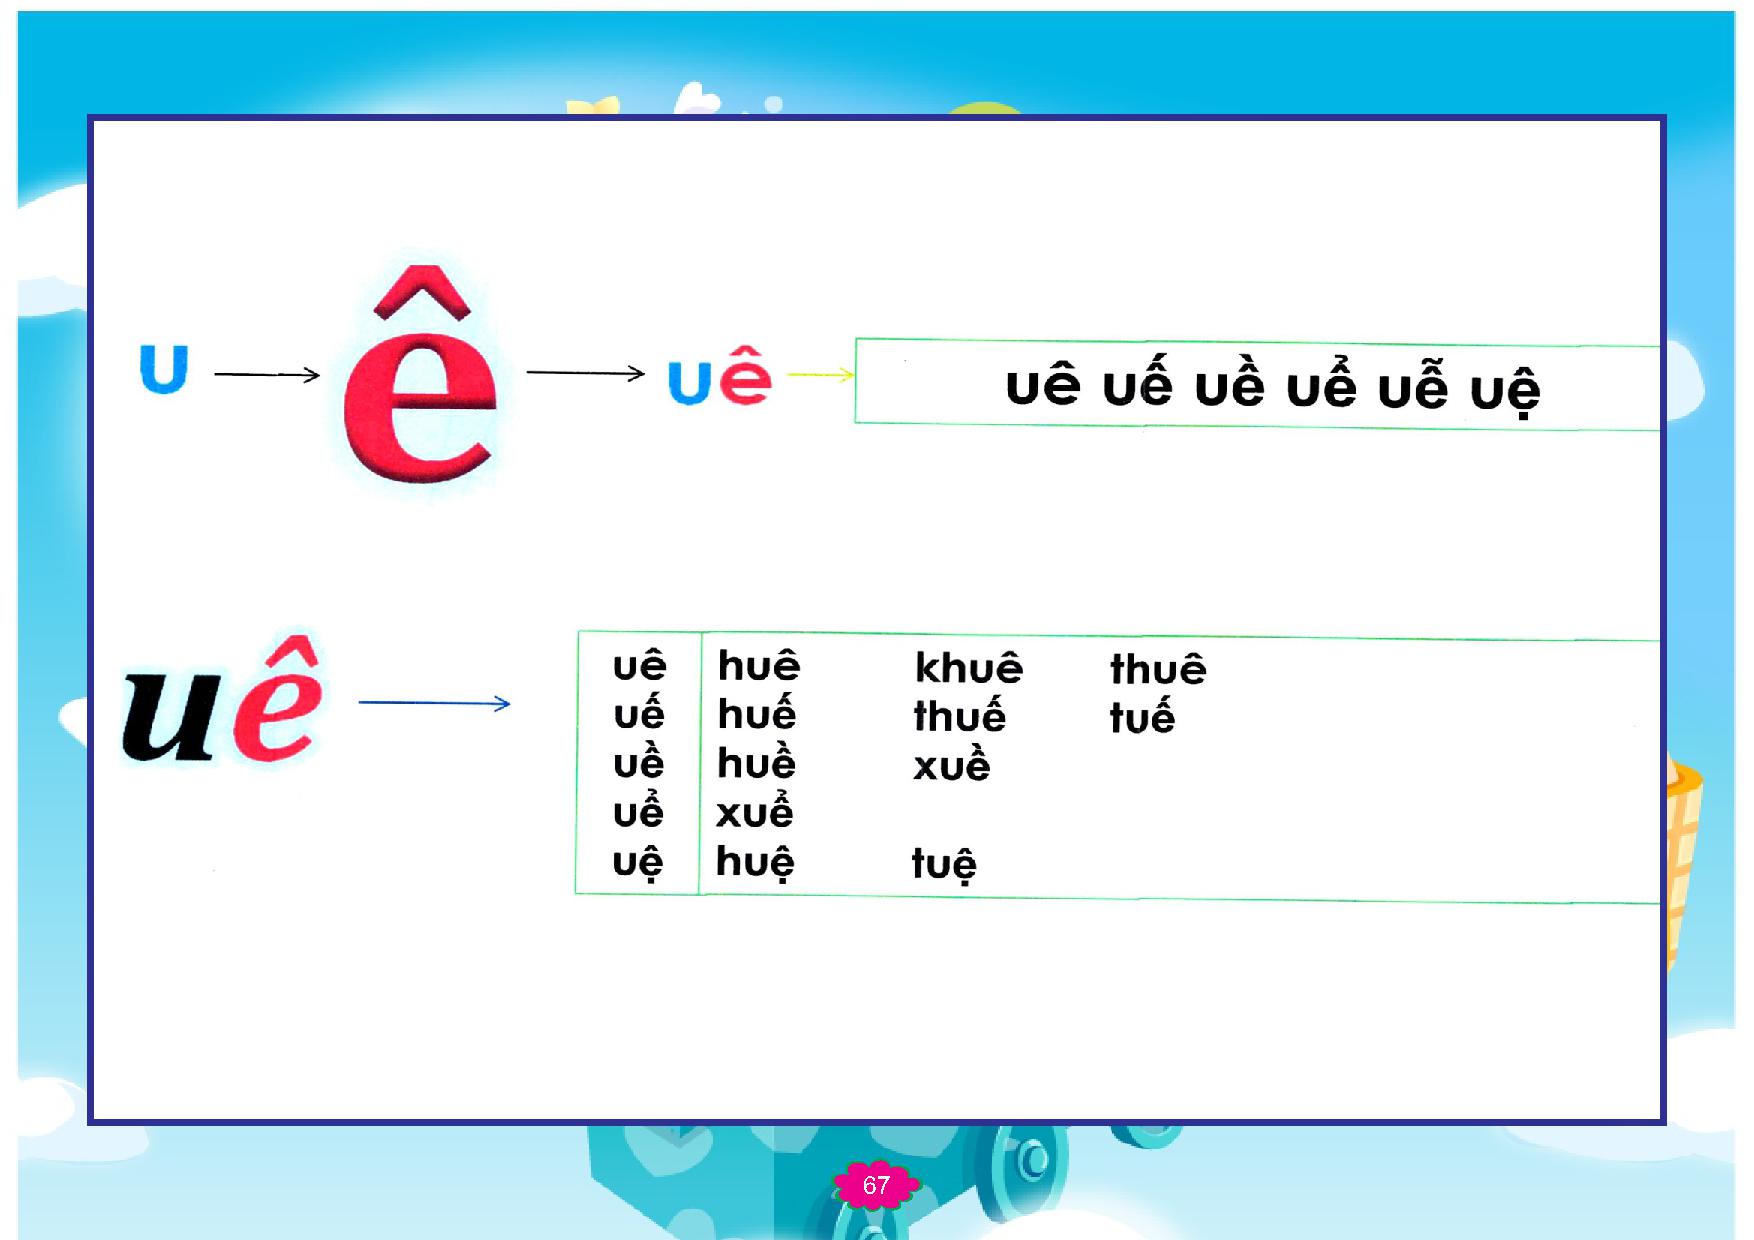 u ê uê uê uế uề uể uễ uệ
uê
uê huê khuê thuê
uế huế thuế tuế
uề huề xuề
uể xuể
uệ huệ tuệ
67